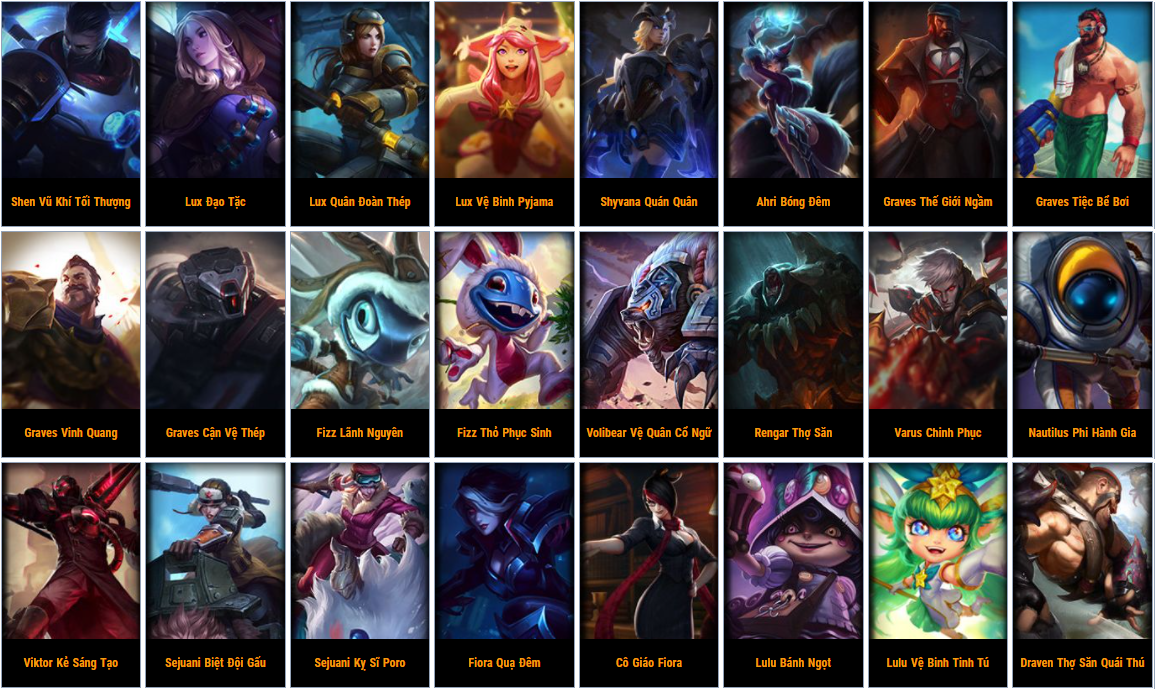 Shen Vũ Khí Tối Thượng
Lux Đạo Tặc
Lux Quân Đoàn Thép
Lux Vệ Binh Pyjama
Shyvana Quán Quân
Ahri Bóng Đêm
Graves Thế Giới Ngầm
Graves Tiệc Bể Bơi
Graves Vinh Quang
Graves Cận Vệ Thép
Fizz Lãnh Nguyên
Fizz Thỏ Phục Sinh
Volibear Vệ Quân Cổ Ngữ
Rengar Thợ Săn
Varus Chinh Phục
Nautilus Phi Hành Gia
Viktor Kẻ Sáng Tạo
Sejuani Biệt Đội Gấu
Sejuani Kỵ Sĩ Poro
Fiora Quạ Đêm
Cô Giáo Fiora
Lulu Bánh Ngọt
Lulu Vệ Binh Tinh Tú
Draven Thợ Săn Quái Thú